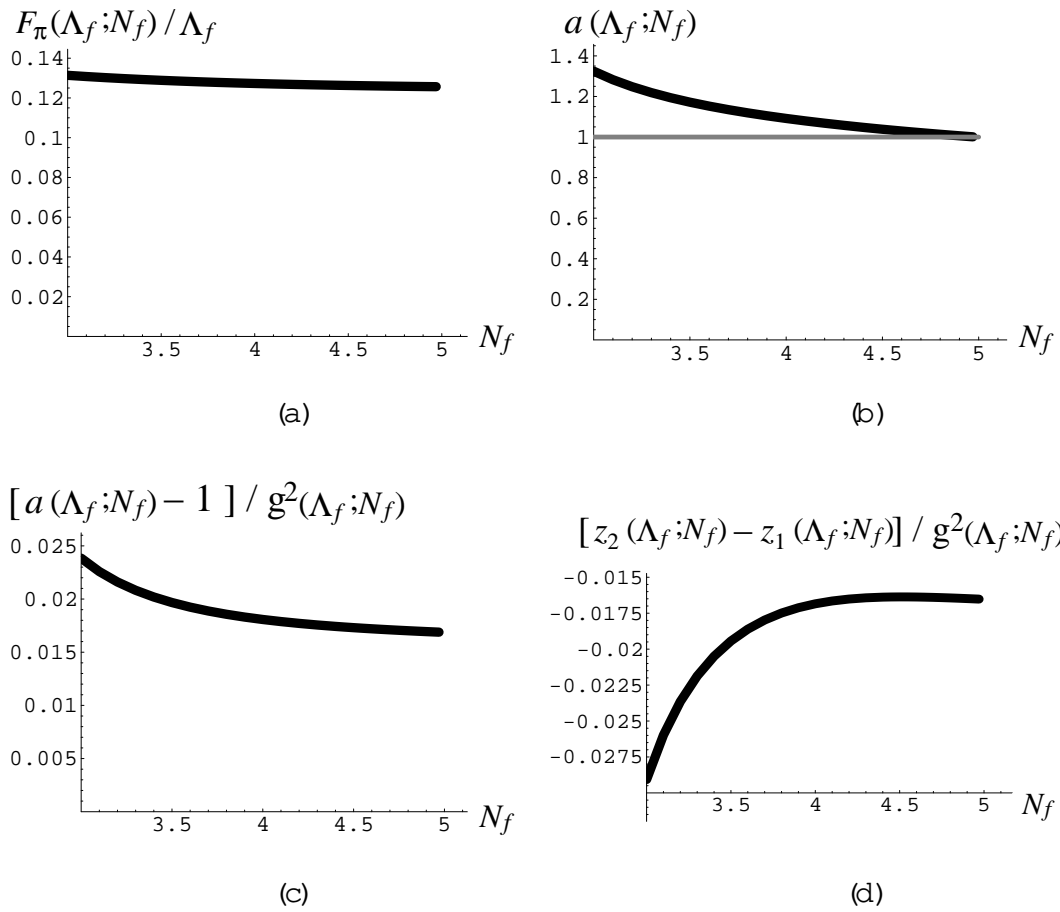 F_π(Λ_f;N_f)/Λ_f
0.14
0.12
0.1
0.08
0.06
0.04
0.02
3.5 4 4.5 5 N_f
(a)
a(Λ_f;N_f)
1.4
1.2
1
0.8
0.6
0.4
0.2
3.5 4 4.5 5 N_f
(b)
[a(Λ_f;N_f) − 1 ] / g²(Λ_f;N_f)
0.025
0.02
0.015
0.01
0.005
3.5 4 4.5 5 N_f
(c)
[z_2(Λ_f;N_f) − z_1(Λ_f;N_f)] / g²(Λ_f;N_f)
-0.015
-0.0175
-0.02
-0.0225
-0.025
-0.0275
3.5 4 4.5 5 N_f
(d)